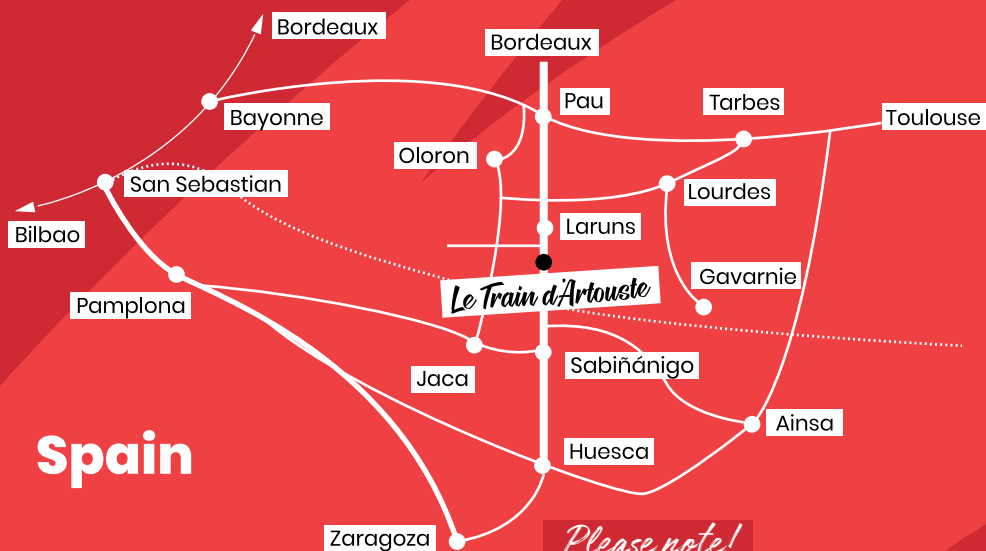 Bordeaux
Bordeaux
Bayonne
Pau
Tarbes
Toulouse
Oloron
San Sebastian
Lourdes
Bilbao
Laruns
Gavarnie
Le Train d'Artouste
Pamplona
Sabiñánigo
Jaca
Ainsa
Spain
Huesca
Zaragoza
Please note!